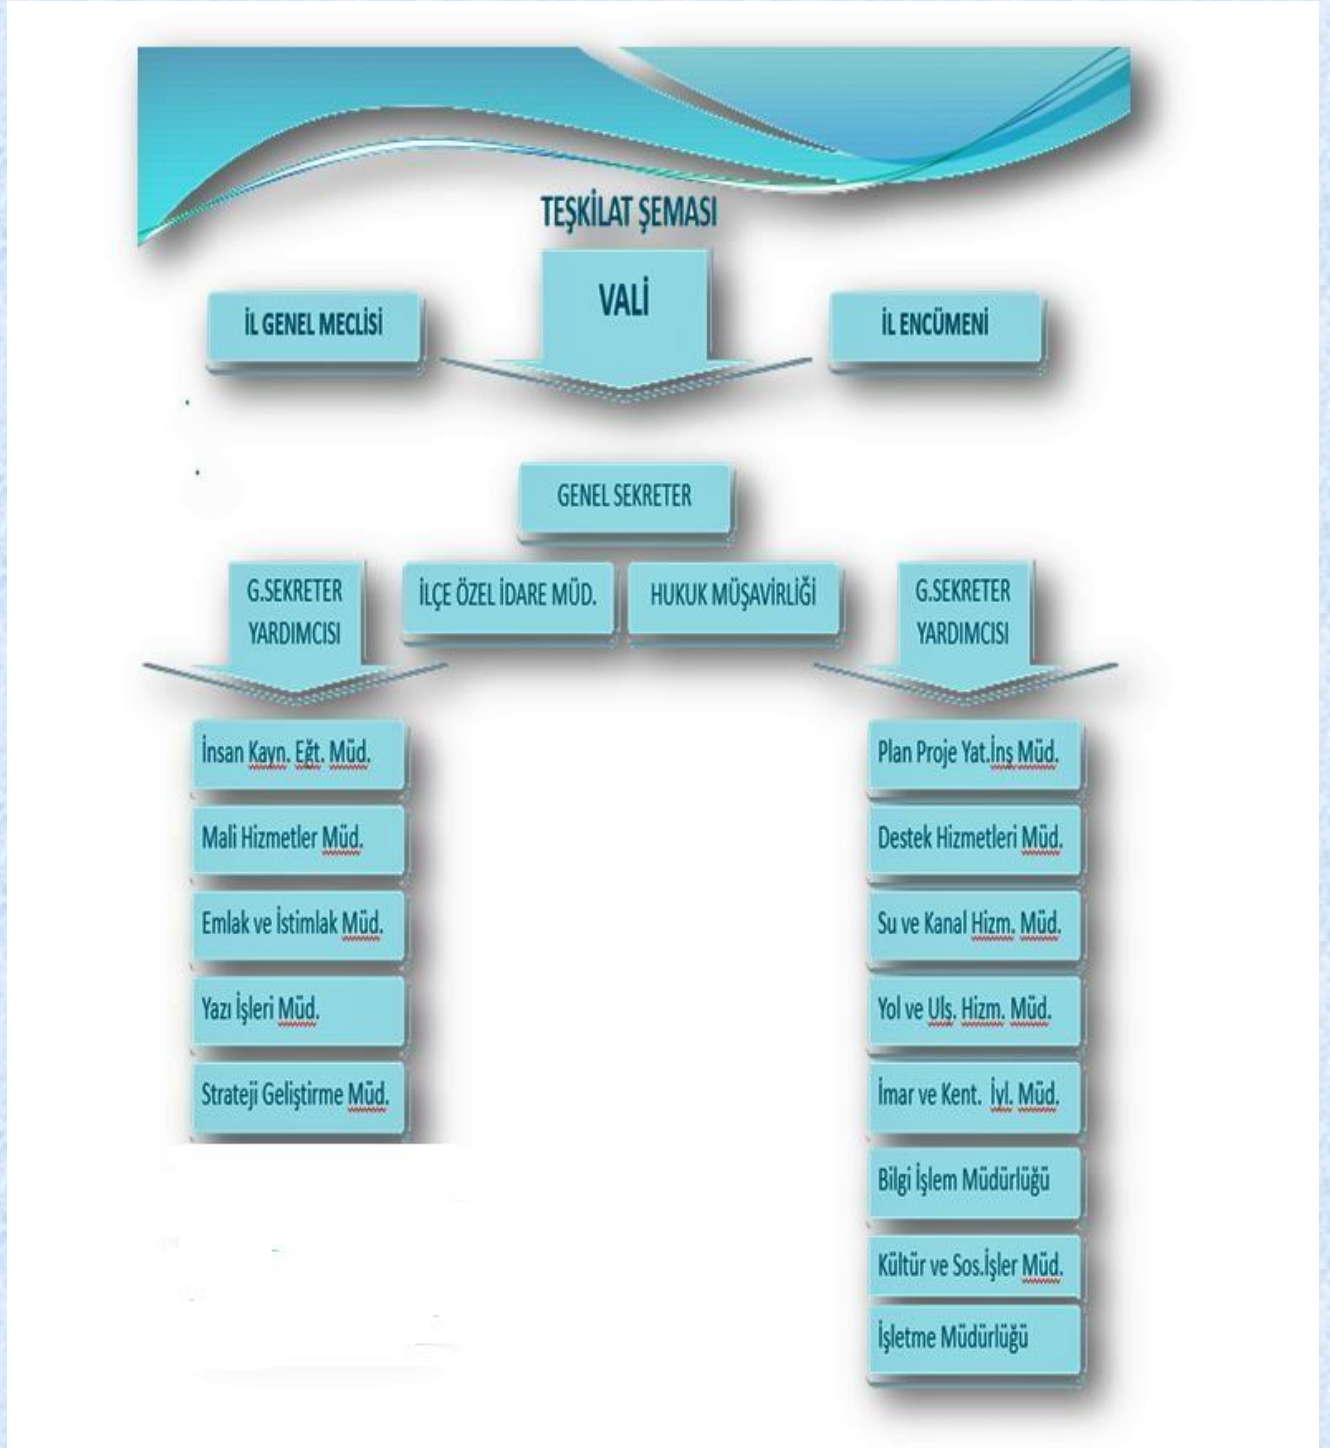 TEŞKİLAT ŞEMASI
VALİ
İL GENEL MECLİSİ
İL ENCÜMENİ
GENEL SEKRETER
G.SEKRETER
YARDIMCISI
İLÇE ÖZEL İDARE MÜD.
HUKUK MÜŞAVİRLİĞİ
G.SEKRETER
YARDIMCISI
İnsan Kayn. Eğt. Müd.
Mali Hizmetler Müd.
Emlak ve İstimlak Müd.
Yazı İşleri Müd.
Strateji Geliştirme Müd.
Plan Proje Yat.İnş Müd.
Destek Hizmetleri Müd.
Su ve Kanal Hizm. Müd.
Yol ve Ulş. Hizm. Müd.
İmar ve Kent. İyl. Müd.
Bilgi İşlem Müdürlüğü
Kültür ve Sos.İşler Müd.
İşletme Müdürlüğü